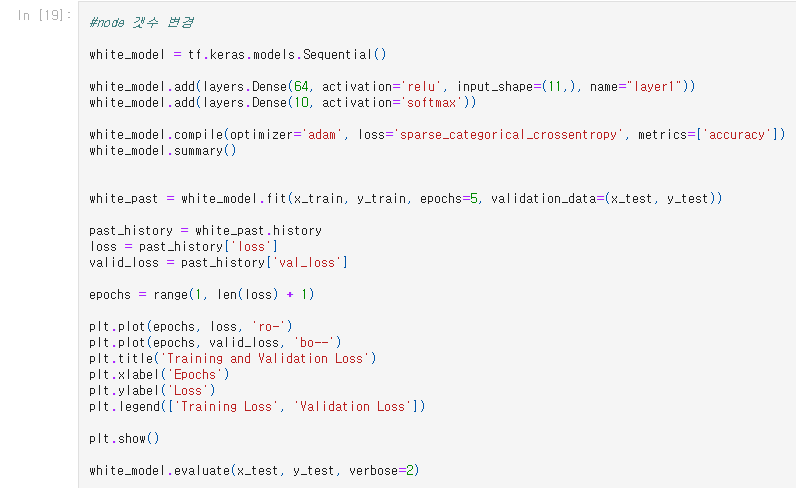 In [19]:
#node 갯수 변경
white_model = tf.keras.models.Sequential()
white_model.add(layers.Dense(64, activation='relu', input_shape=(11,), name="layer1"))
white_model.add(layers.Dense(10, activation='softmax'))
white_model.compile(optimizer='adam', loss='sparse_categorical_crossentropy', metrics=['accuracy'])
white_model.summary()
white_past = white_model.fit(x_train, y_train, epochs=5, validation_data=(x_test, y_test))
past_history = white_past.history
loss = past_history['loss']
valid_loss = past_history['val_loss']
epochs = range(1, len(loss) + 1)
plt.plot(epochs, loss, 'ro-')
plt.plot(epochs, valid_loss, 'bo--')
plt.title('Training and Validation Loss')
plt.xlabel('Epochs')
plt.ylabel('Loss')
plt.legend(['Training Loss', 'Validation Loss'])
plt.show()
white_model.evaluate(x_test, y_test, verbose=2)